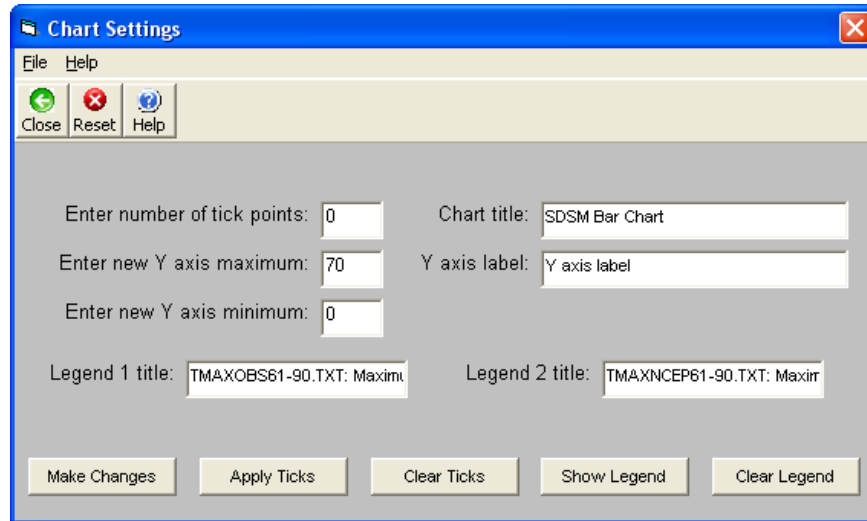 Chart Settings
File Help
Close Reset Help
Enter number of tick points: 0 Chart title: SDSM Bar Chart
Enter new Y axis maximum: 70 Y axis label: Y axis label
Enter new Y axis minimum: 0
Legend 1 title: TMAXOBS61-90.TXT: Maximu Legend 2 title: TMAXNCEP61-90.TXT: Maxim
Make Changes Apply Ticks Clear Ticks Show Legend Clear Legend